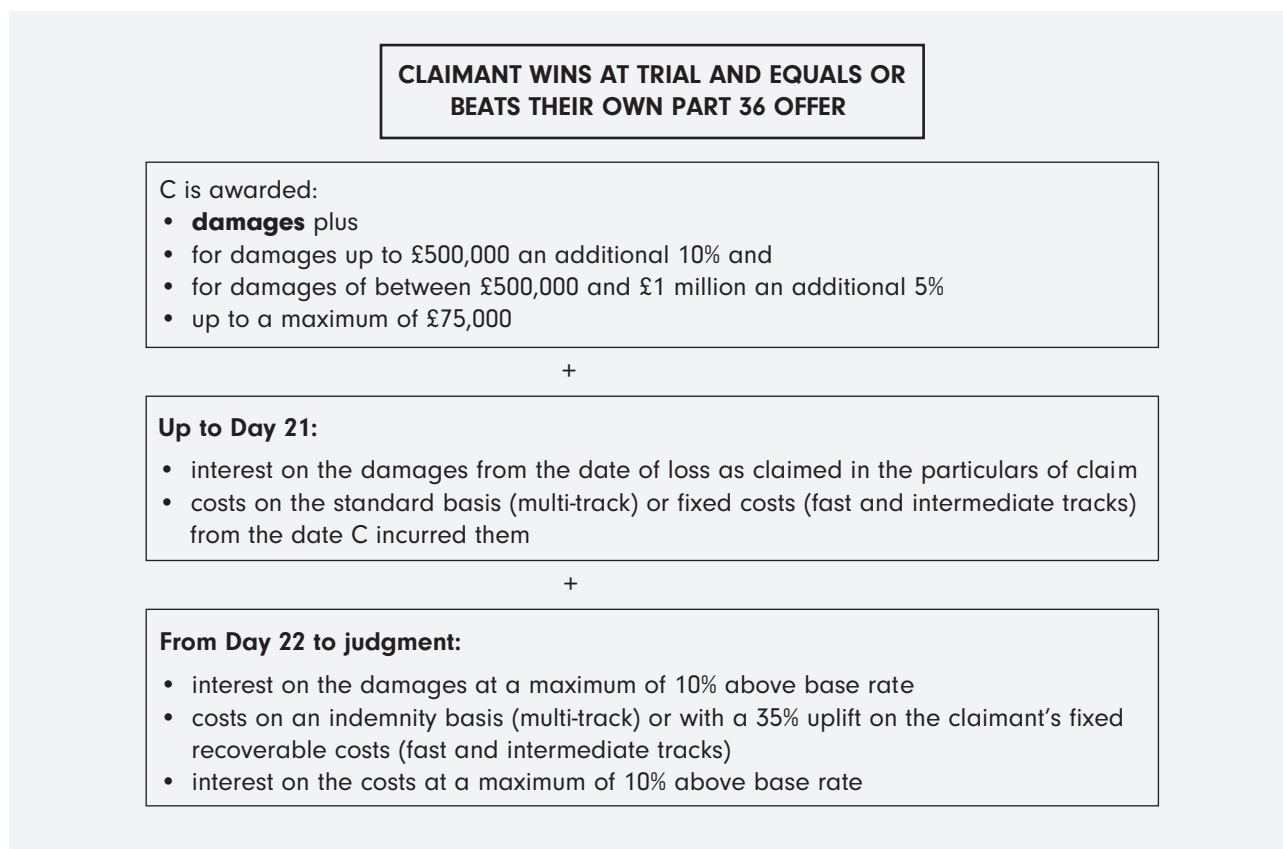 CLAIMANT WINS AT TRIAL AND EQUALS OR
BEATS THEIR OWN PART 36 OFFER
C is awarded:
• damages plus
• for damages up to £500,000 an additional 10% and
• for damages of between £500,000 and £1 million an additional 5%
• up to a maximum of £75,000
+
Up to Day 21:
• interest on the damages from the date of loss as claimed in the particulars of claim
• costs on the standard basis (multi-track) or fixed costs (fast and intermediate tracks)
from the date C incurred them
+
From Day 22 to judgment:
• interest on the damages at a maximum of 10% above base rate
• costs on an indemnity basis (multi-track) or with a 35% uplift on the claimant’s fixed
recoverable costs (fast and intermediate tracks)
• interest on the costs at a maximum of 10% above base rate